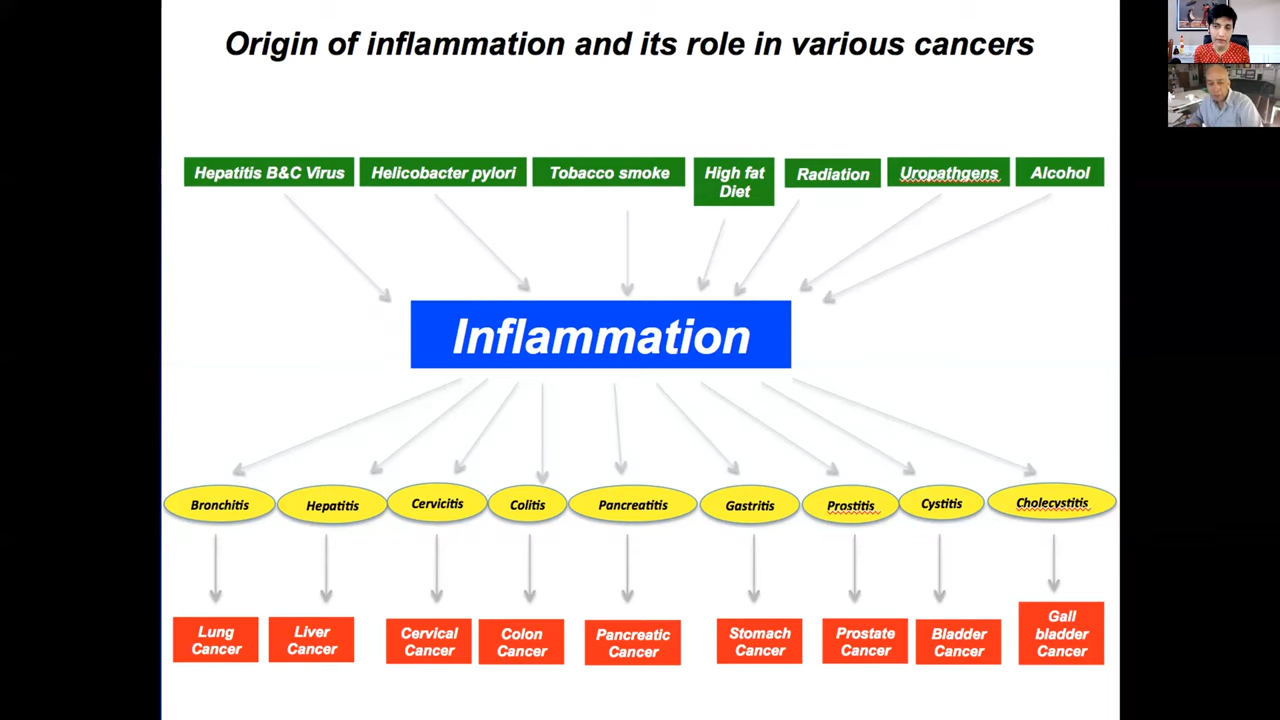 Origin of inflammation and its role in various cancers
Hepatitis B&C Virus
Helicobacter pylori
Tobacco smoke
High fat
Diet
Radiation
Uropathgens
Alcohol
Inflammation
Bronchitis
Hepatitis
Cervicitis
Colitis
Pancreatitis
Gastritis
Prostitis
Cystitis
Cholecystitis
Lung
Cancer
Liver
Cancer
Cervical
Cancer
Colon
Cancer
Pancreatic
Cancer
Stomach
Cancer
Prostate
Cancer
Bladder
Cancer
Gall
bladder
Cancer